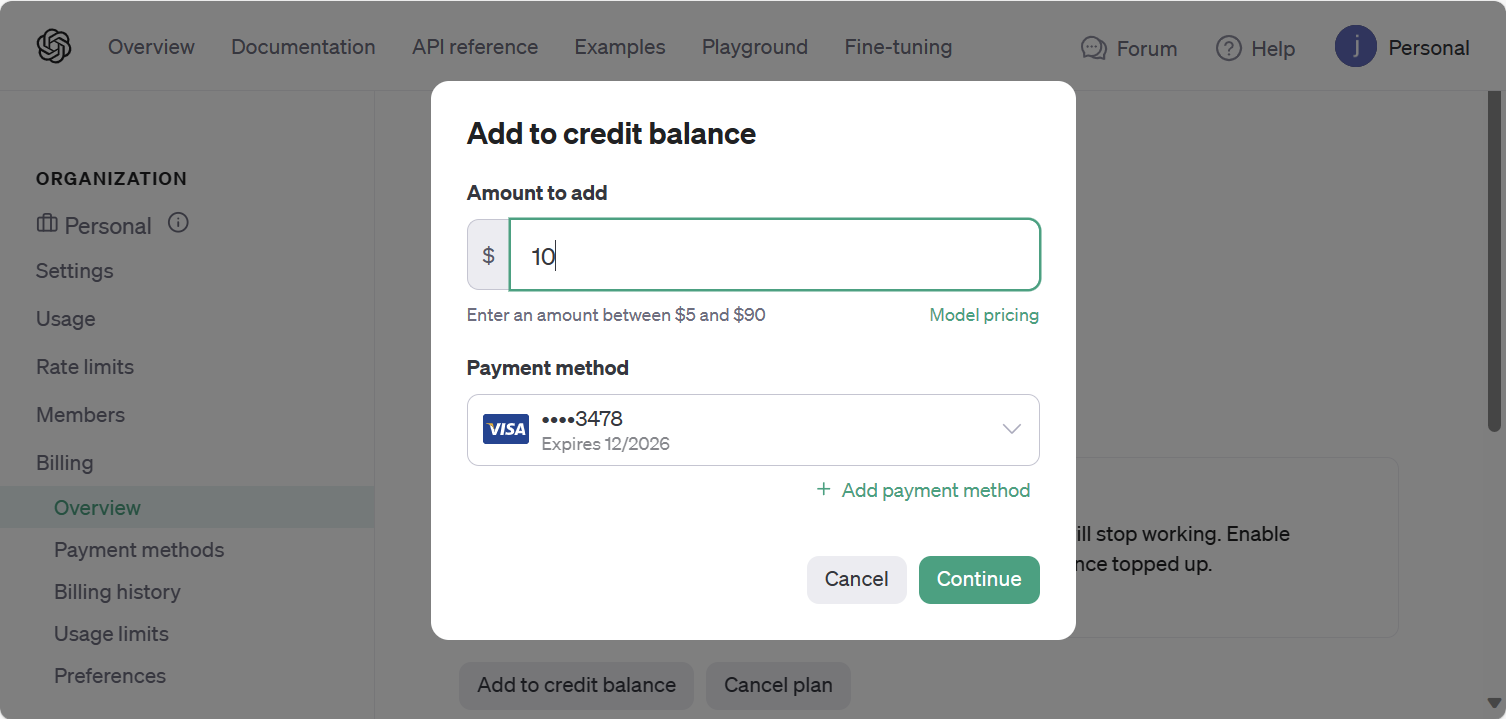 Overview Documentation API reference Examples Playground Fine-tuning Forum Help j Personal
ORGANIZATION
Personal
Settings
Usage
Rate limits
Members
Billing
Overview
Payment methods
Billing history
Usage limits
Preferences
Add to credit balance
Amount to add
$ 10
Enter an amount between $5 and $90 Model pricing
Payment method
VISA ••••3478
Expires 12/2026
+ Add payment method
Cancel Continue
ill stop working. Enable
nce topped up.
Add to credit balance Cancel plan